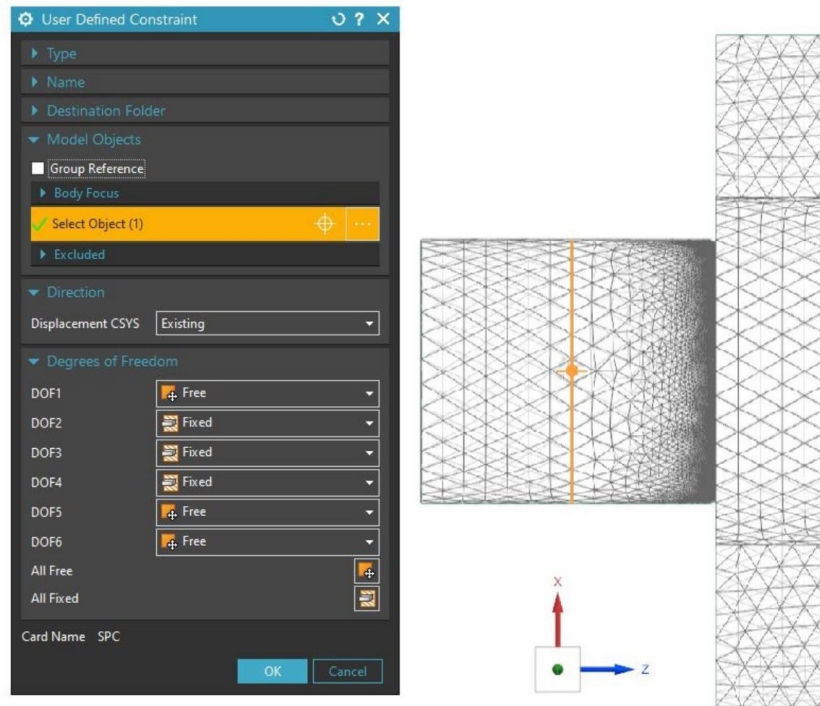 User Defined Constraint
Type
Name
Destination Folder
Model Objects
Group Reference
Body Focus
Select Object (1)
Excluded
Direction
Displacement CSYS Existing
Degrees of Freedom
DOF1 Free
DOF2 Fixed
DOF3 Fixed
DOF4 Fixed
DOF5 Free
DOF6 Free
All Free
All Fixed
Card Name SPC
OK Cancel
X
Z